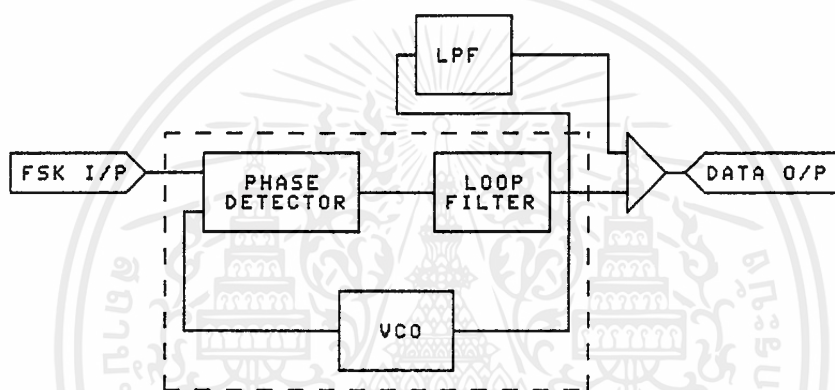 LPF
FSK I/P
PHASE
DETECTOR
LOOP
FILTER
DATA O/P
VCO